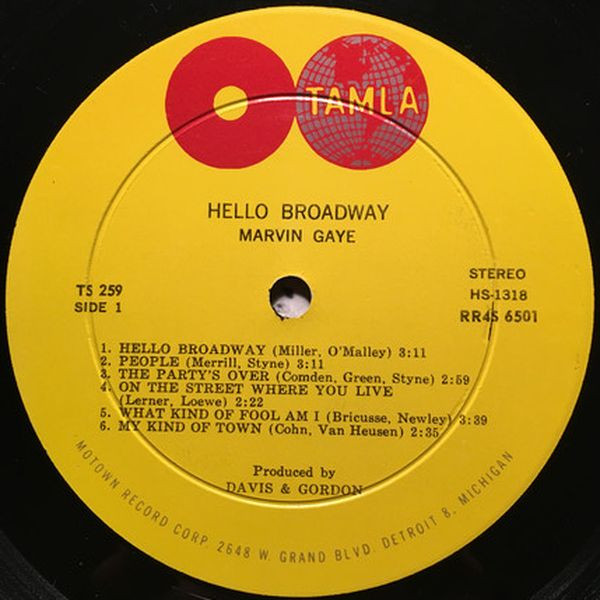 TAMLA
HELLO BROADWAY
MARVIN GAYE
TS 259
SIDE 1
STEREO
HS-1318
RR4S 6501
1. HELLO BROADWAY (Miller, O'Malley) 3:11
2. PEOPLE (Merrill, Styne) 3:11
3. THE PARTY'S OVER (Comden, Green, Styne) 2:59
4. ON THE STREET WHERE YOU LIVE
(Lerner, Loewe) 2:22
5. WHAT KIND OF FOOL AM I (Bricusse, Newley) 3:39
6. MY KIND OF TOWN (Cohn, Van Heusen) 2:35
Produced by
DAVIS & GORDON
MOTOWN RECORD CORP. 2648 W. GRAND BLVD. DETROIT 8, MICHIGAN